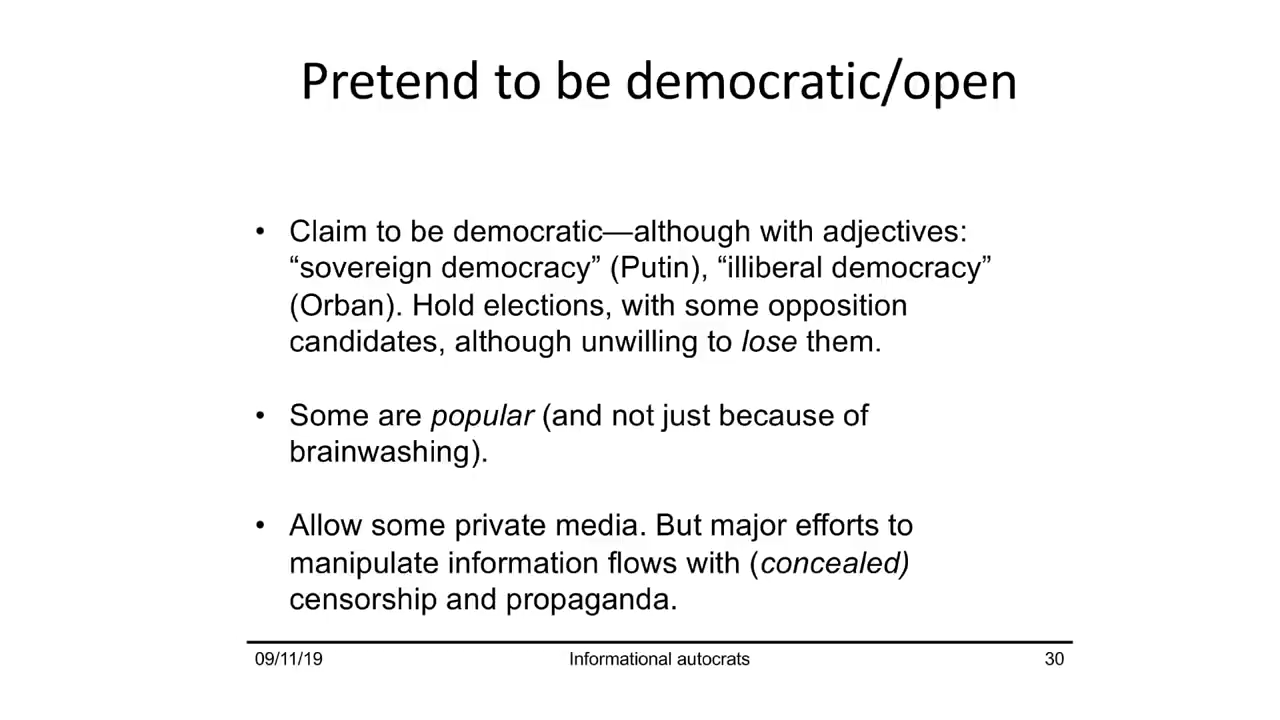 Pretend to be democratic/open
• Claim to be democratic—although with adjectives:
“sovereign democracy” (Putin), “illiberal democracy”
(Orban). Hold elections, with some opposition
candidates, although unwilling to lose them.
• Some are popular (and not just because of
brainwashing).
• Allow some private media. But major efforts to
manipulate information flows with (concealed)
censorship and propaganda.
09/11/19 Informational autocrats 30